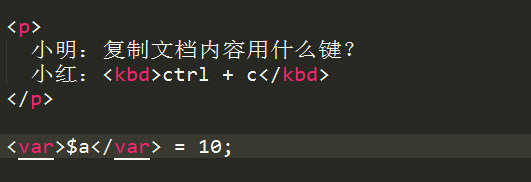 <p>
小明：复制文档内容用什么键？
小红：<kbd>ctrl + c</kbd>
</p>
<var>$a</var> = 10;